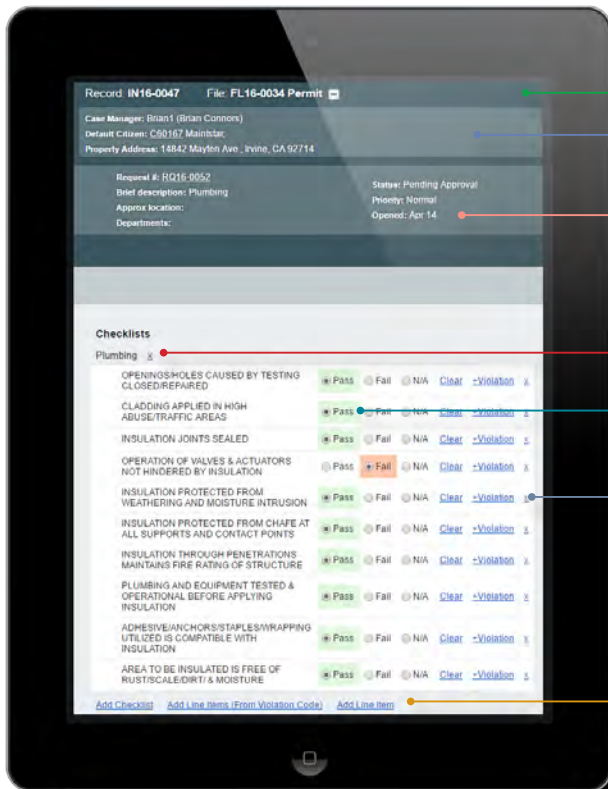 Record: IN16-0047 File: FL16-0034 Permit
Case Manager: Brian1 (Brian Connors)
Default Citizen: C60167 Maintstar,
Property Address: 14842 Mayten Ave., Irvine, CA 92714
Request #: RQ16-0052
Brief description: Plumbing
Approx location:
Departments:
Status: Pending Approval
Priority: Normal
Opened: Apr 14
Checklists
Plumbing x
OPENINGS/HOLES CAUSED BY TESTING
CLOSED/REPAIRED
Pass Fail N/A Clear +Violation x
CLADDING APPLIED IN HIGH
ABUSE/TRAFFIC AREAS
Pass Fail N/A Clear +Violation x
INSULATION JOINTS SEALED
Pass Fail N/A Clear +Violation x
OPERATION OF VALVES & ACTUATORS
NOT HINDERED BY INSULATION
Pass Fail N/A Clear +Violation x
INSULATION PROTECTED FROM
WEATHERING AND MOISTURE INTRUSION
Pass Fail N/A Clear +Violation x
INSULATION PROTECTED FROM CHAFE AT
ALL SUPPORTS AND CONTACT POINTS
Pass Fail N/A Clear +Violation x
INSULATION THROUGH PENETRATIONS
MAINTAINS FIRE RATING OF STRUCTURE
Pass Fail N/A Clear +Violation x
PLUMBING AND EQUIPMENT TESTED &
OPERATIONAL BEFORE APPLYING
INSULATION
Pass Fail N/A Clear +Violation x
ADHESIVE/ANCHORS/STAPLES/WRAPPING
UTILIZED IS COMPATIBLE WITH
INSULATION
Pass Fail N/A Clear +Violation x
AREA TO BE INSULATED IS FREE OF
RUST/SCALE/DIRT/ & MOISTURE
Pass Fail N/A Clear +Violation x
Add Checklist Add Line Items (From Violation Code) Add Line Item